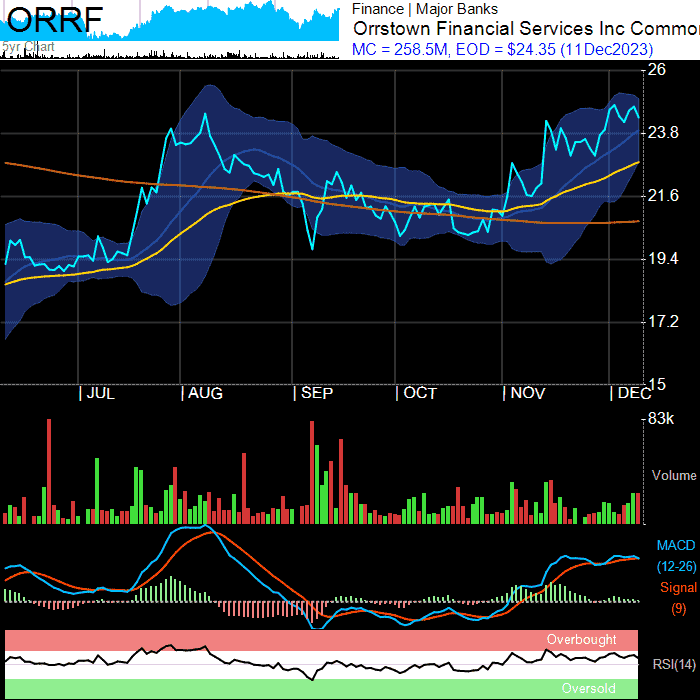 ORRF
5yr Chart
Finance | Major Banks
Orrstown Financial Services Inc Common
MC = 258.5M, EOD = $24.35 (11Dec2023)
26
23.8
21.6
19.4
17.2
15
JUL
AUG
SEP
OCT
NOV
DEC
83k
Volume
MACD
(12-26)
Signal
(9)
Overbought
RSI(14)
Oversold